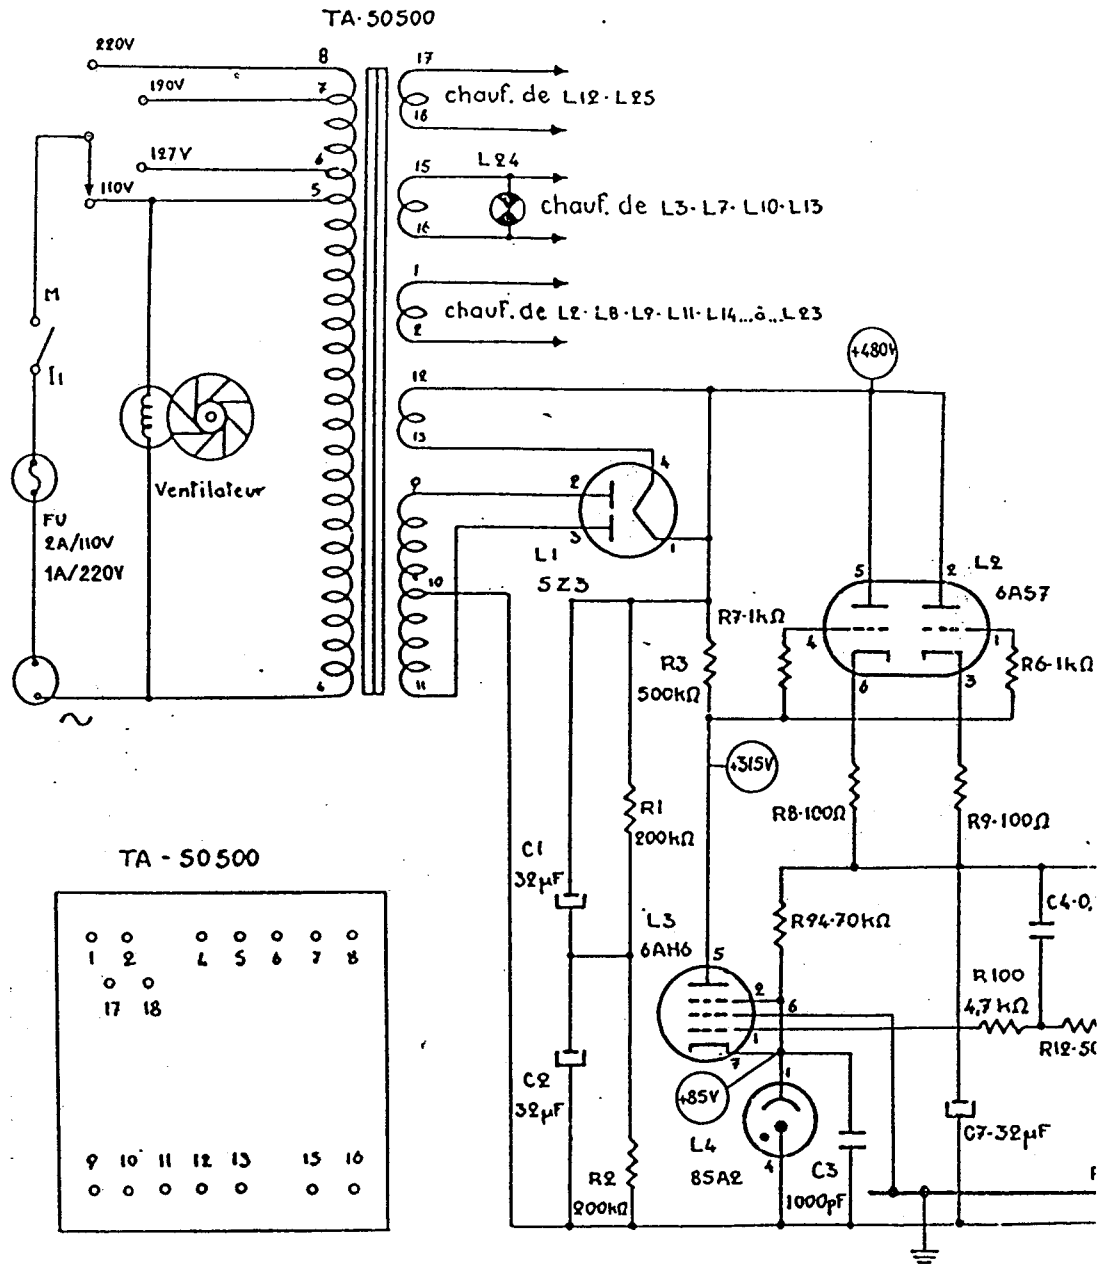 TA-50500
220V
8
17
190V
7
chauf. de L12-L25
18
127V
6
15
L24
110V
5
chauf. de L3-L7-L10-L13
16
1
M
chauf. de L2-L8-L9-L11-L14...à...L23
2
+480V
I1
12
13
4
9
2
Ventilateur
3
1
FU
2A/110V
1A/220V
L1
5Z3
10
5
2
L2
6AS7
R7-1kΩ
4
1
R3
500kΩ
R6-1kΩ
6
3
4
11
∼
+315V
R1
200kΩ
R8-100Ω
R9-100Ω
TA - 50500
C1
32µF
L3
6AH6
R94-70kΩ
C4-0,
1 2 4 5 6 7 8
17 18
5
2
6
1
7
R100
4,7kΩ
R12-50
C2
32µF
+85V
1
C7-32µF
9 10 11 12 13 15 16
R2
200kΩ
L4
85A2
4
C3
1000pF